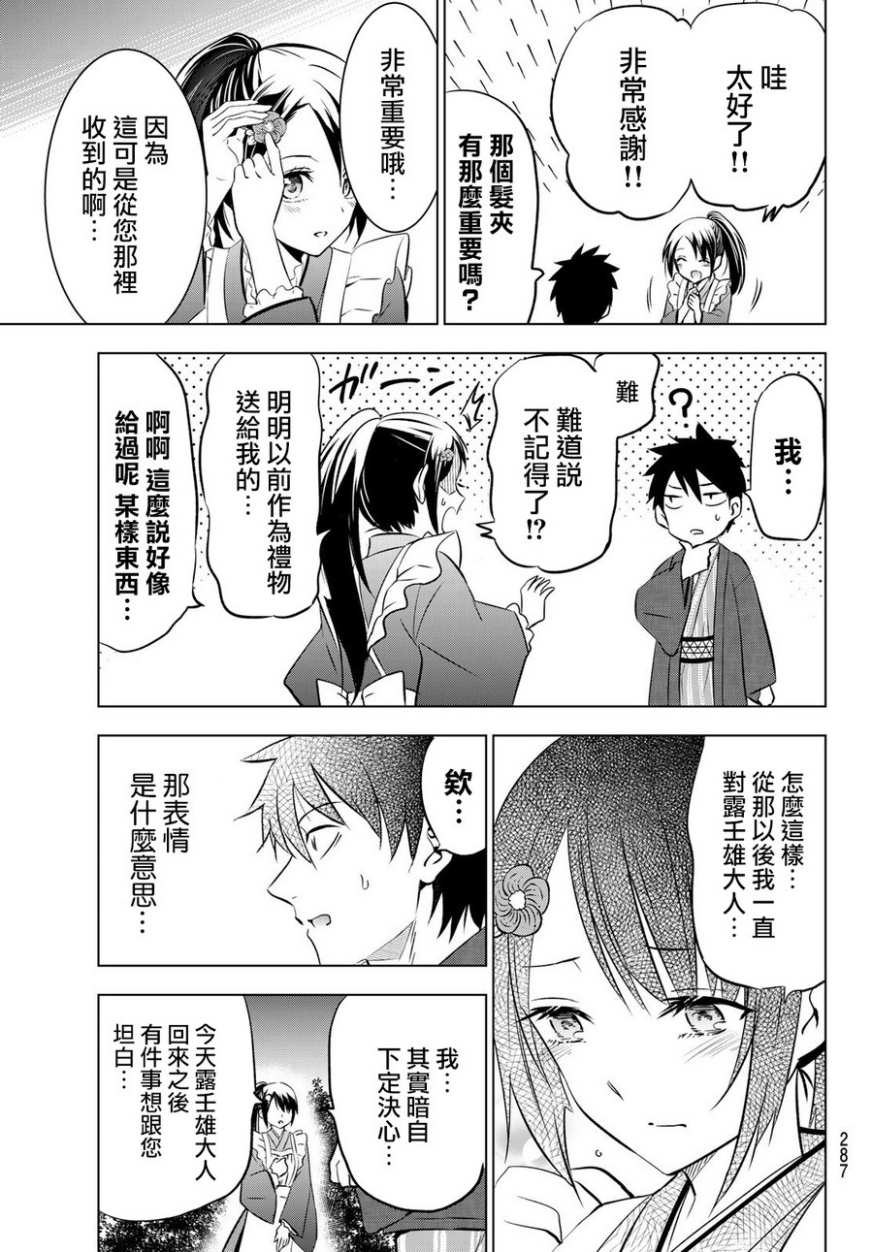 哇
太好了!!
非常感謝!!
那個髮夾
有那麼重要嗎？
非常重要哦…
因為
這可是從您那裡
收到的啊…
我…
?
難
難道說
不記得了!?
ガーン
明明以前作為禮物
送給我的…
啊啊 這麼說好像
給過呢 某樣東西…
怎麼這樣…
從那以後我一直
對露壬雄大人…
欸…
那表情
是什麼意思…
我…
其實暗自
下定決心…
今天露壬雄大人
回來之後
有件事想跟您
坦白…
287